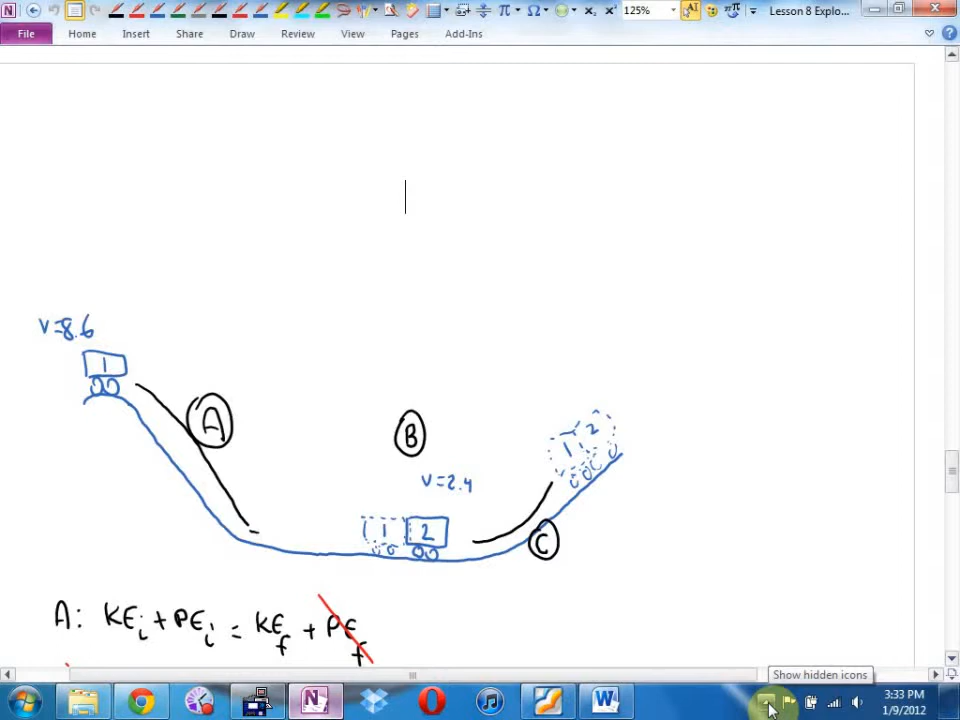 125%
Lesson 8 Explo...
File Home Insert Share Draw Review View Pages Add-Ins
v=8.6
1
A
B
1 2
v=2.4
1 2
C
A: KEi + PEi = KEf + PEf
Show hidden icons
3:33 PM
1/9/2012